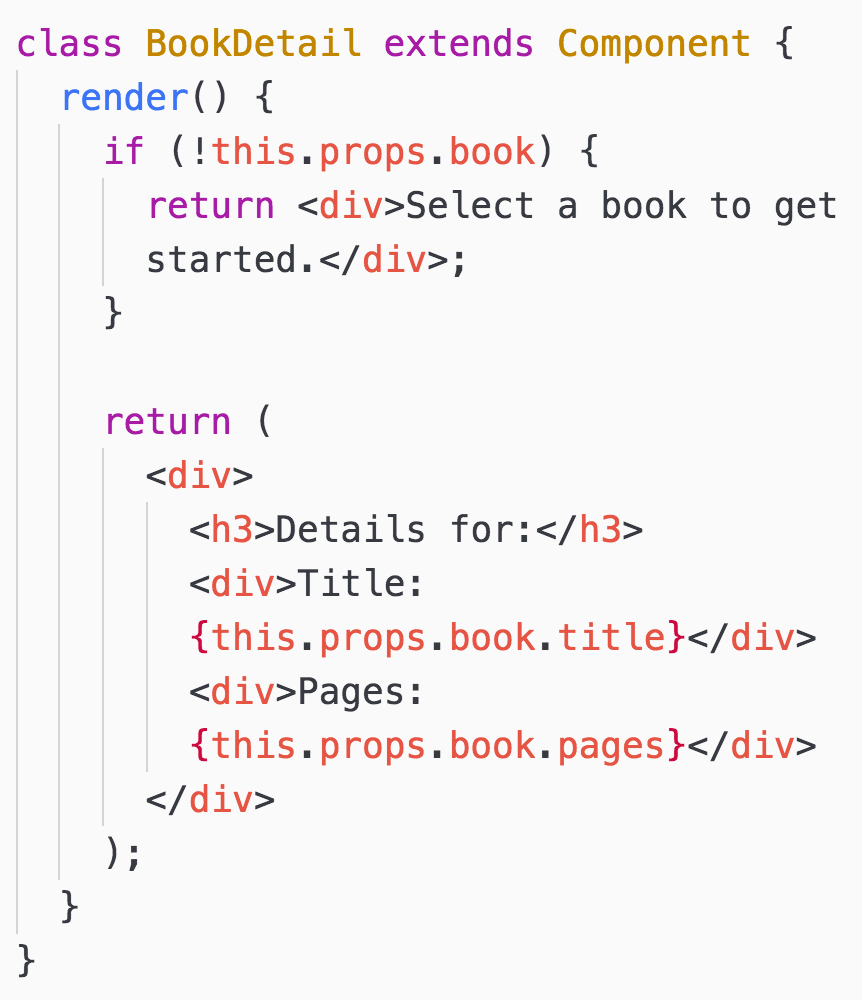 class BookDetail extends Component {
  render() {
    if (!this.props.book) {
      return <div>Select a book to get
      started.</div>;
    }

    return (
      <div>
        <h3>Details for:</h3>
        <div>Title:
        {this.props.book.title}</div>
        <div>Pages:
        {this.props.book.pages}</div>
      </div>
    );
  }
}